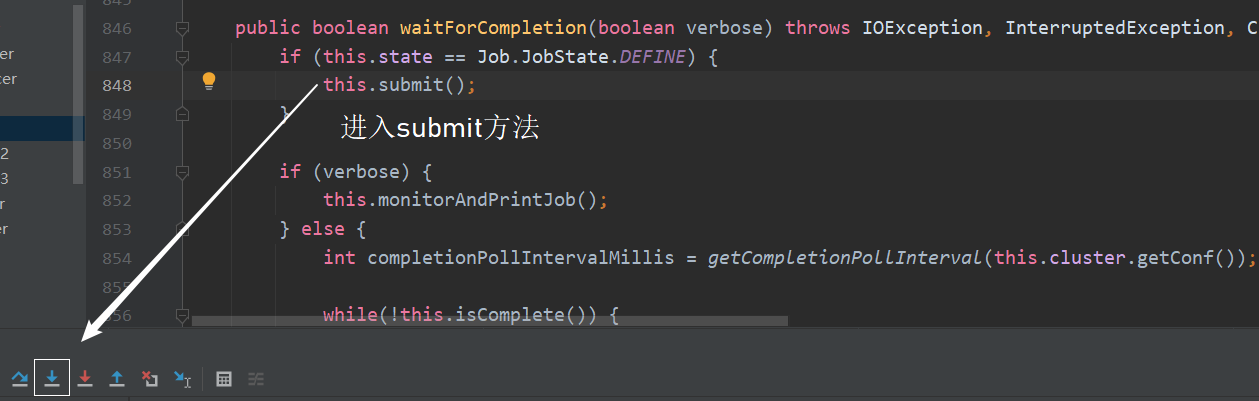 845
846 public boolean waitForCompletion(boolean verbose) throws IOException, InterruptedException, C
er
847 if (this.state == Job.JobState.DEFINE) {
cer
848 this.submit();
849 }
进入submit方法
850
2
851 if (verbose) {
3
852 this.monitorAndPrintJob();
r
853 } else {
er
854 int completionPollIntervalMillis = getCompletionPollInterval(this.cluster.getConf());
855
856 while(!this.isComplete()) {